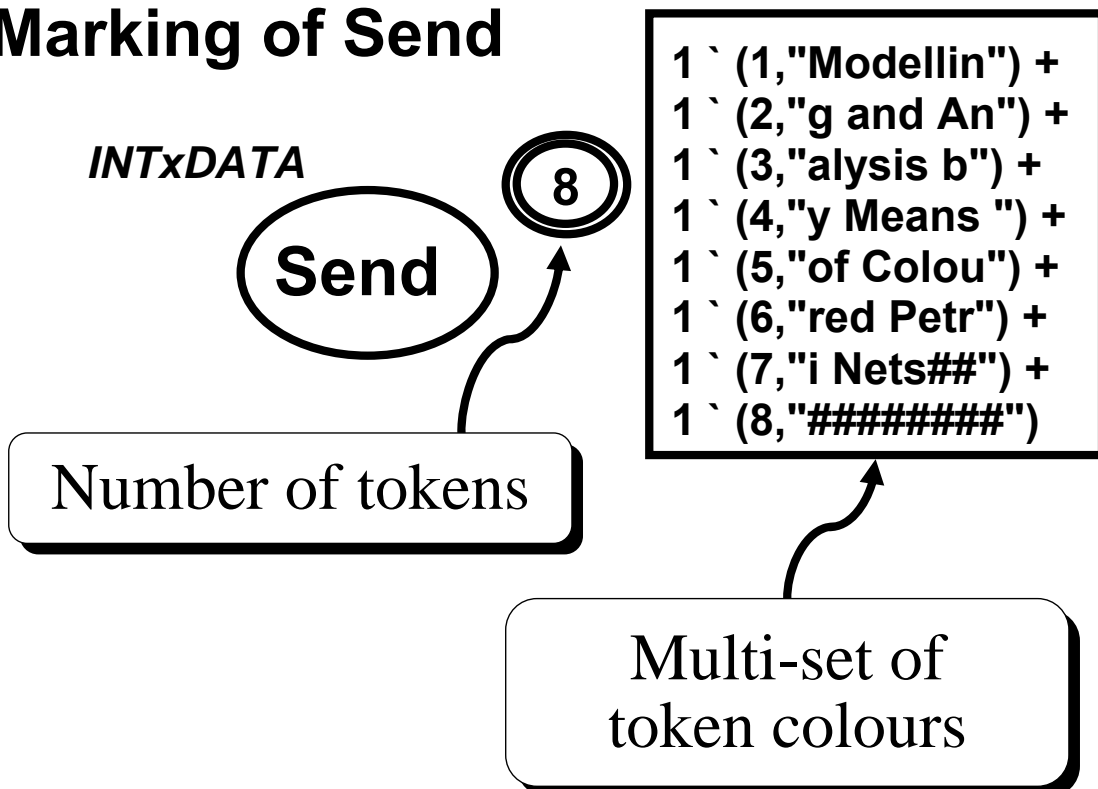 Marking of Send
INTxDATA
8
Send
1 ` (1,"Modellin") +
1 ` (2,"g and An") +
1 ` (3,"alysis b") +
1 ` (4,"y Means ") +
1 ` (5,"of Colou") +
1 ` (6,"red Petr") +
1 ` (7,"i Nets##") +
1 ` (8,"########")
Number of tokens
Multi-set of
token colours